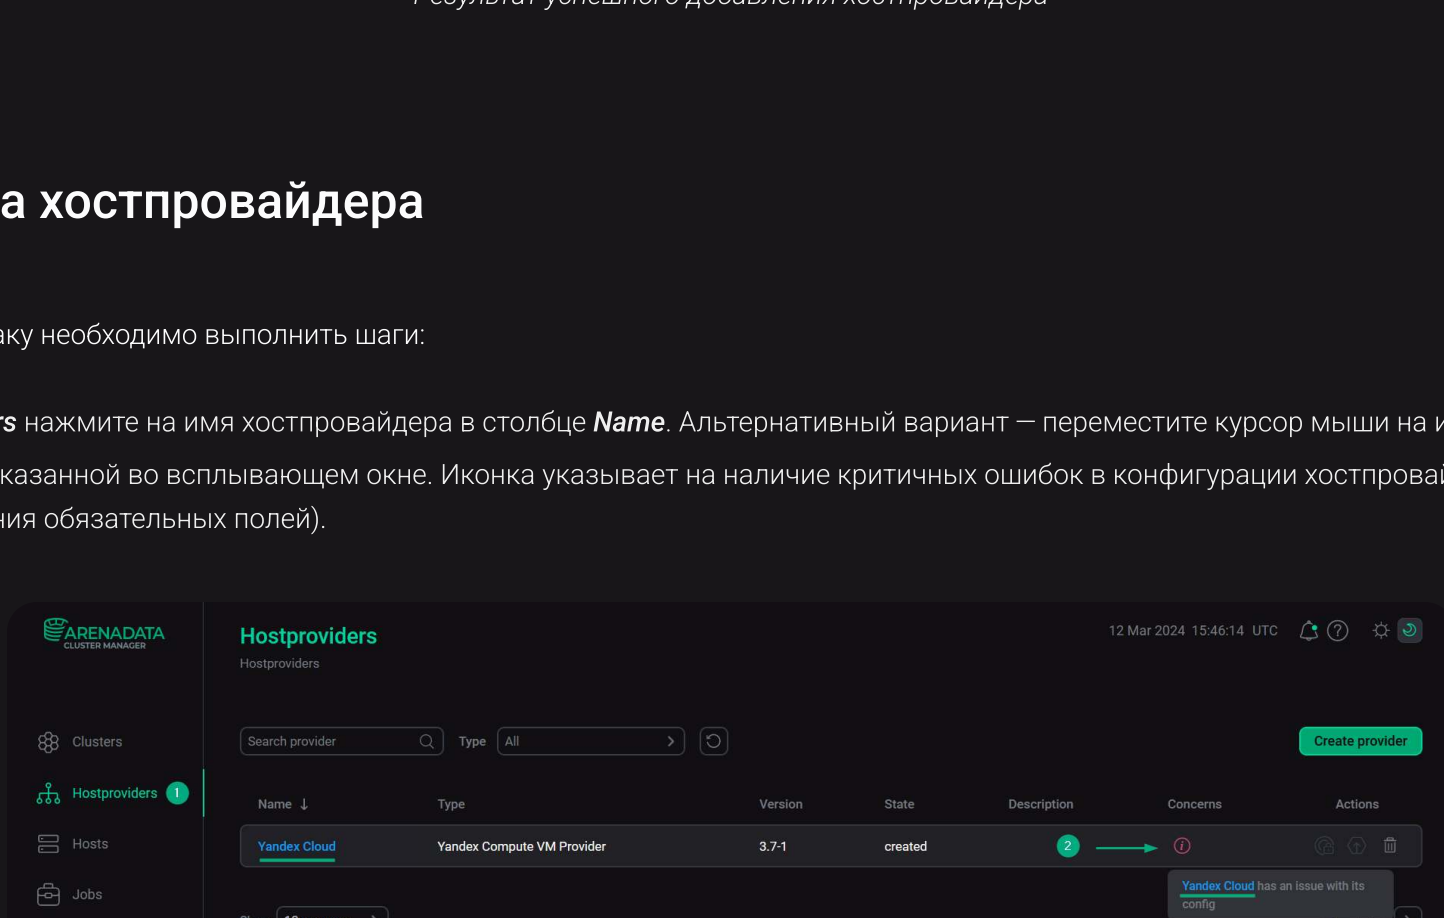 Результат успешного добавления хостпровайдера
а хостпровайдера
аку необходимо выполнить шаги:
rs нажмите на имя хостпровайдера в столбце Name. Альтернативный вариант — переместите курсор мыши на и
казанной во всплывающем окне. Иконка указывает на наличие критичных ошибок в конфигурации хостпровай
ния обязательных полей).
ARENADATA
CLUSTER MANAGER
Hostproviders
12 Mar 2024 15:46:14 UTC
Hostproviders
Clusters
Search provider
Type
All
Create provider
Hostproviders 1
Name ↓
Type
Version
State
Description
Concerns
Actions
Hosts
Yandex Cloud
Yandex Compute VM Provider
3.7-1
created
2
Jobs
Yandex Cloud has an issue with its
config